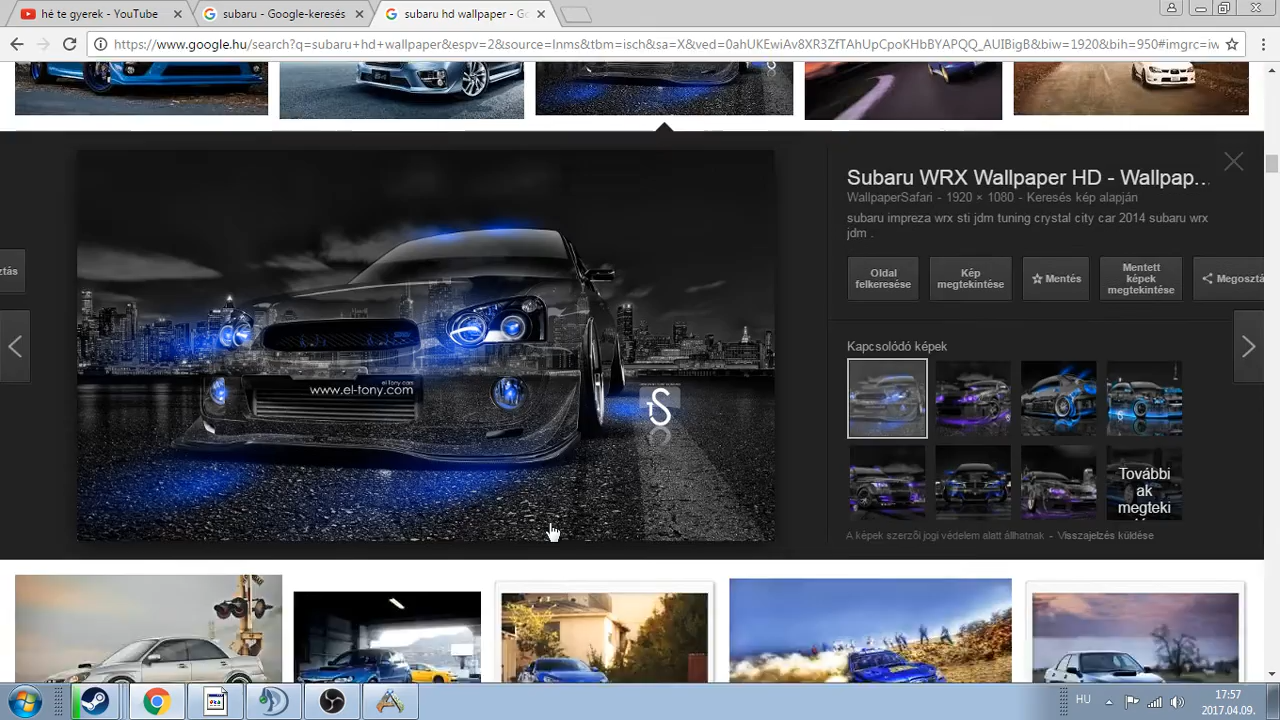 hé te gyerek - YouTube
subaru - Google-keresés
subaru hd wallpaper - Go
https://www.google.hu/search?q=subaru+hd+wallpaper&espv=2&source=lnms&tbm=isch&sa=X&ved=0ahUKEwiAv8XR3ZfTAhUpCpoKHbBYAPQQ_AUIBigB&biw=1920&bih=950#imgrc=iw
tás
Subaru WRX Wallpaper HD - Wallpap...
WallpaperSafari - 1920 × 1080 - Keresés kép alapján
subaru impreza wrx sti jdm tuning crystal city car 2014 subaru wrx
jdm .
Oldal
felkeresése
Kép
megtekintése
Mentés
Mentett
képek
megtekintése
Megosztá
Kapcsolódó képek
el-Tony.com
www.el-tony.com
További
ak
megteki
A képek szerzői jogi védelem alatt állhatnak - Visszajelzés küldése
HU
17:57
2017.04.09.